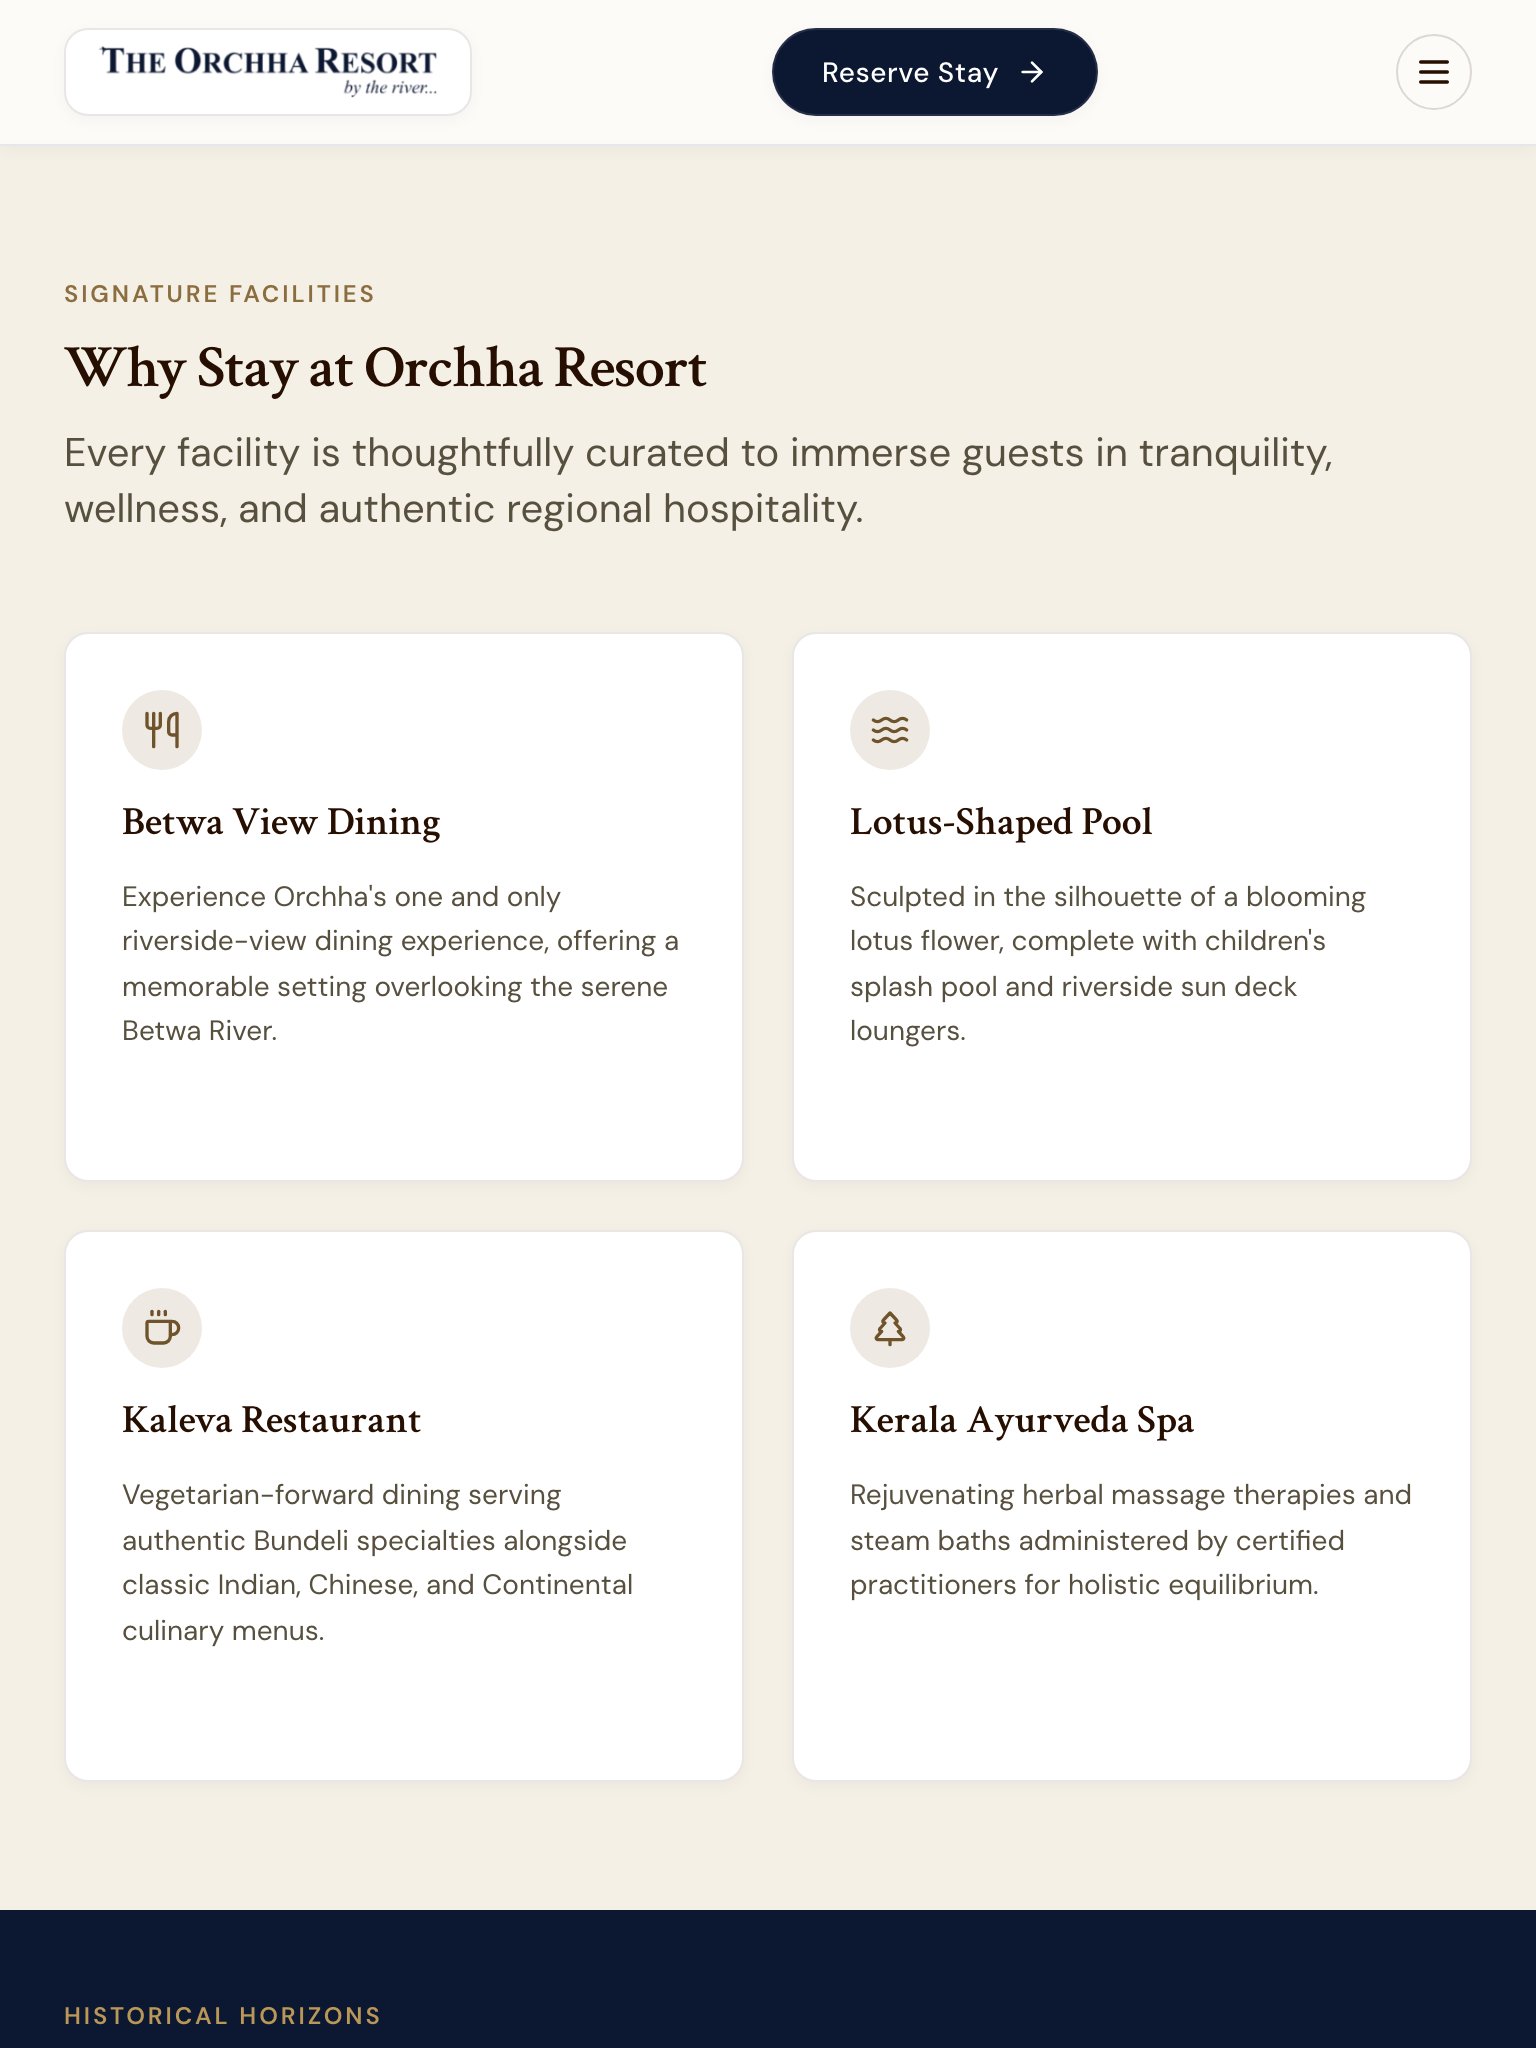 THE ORCHHA RESORT
by the river...
Reserve Stay
SIGNATURE FACILITIES
Why Stay at Orchha Resort
Every facility is thoughtfully curated to immerse guests in tranquility,
wellness, and authentic regional hospitality.
Betwa View Dining
Experience Orchha's one and only
riverside-view dining experience, offering a
memorable setting overlooking the serene
Betwa River.
Lotus-Shaped Pool
Sculpted in the silhouette of a blooming
lotus flower, complete with children's
splash pool and riverside sun deck
loungers.
Kaleva Restaurant
Vegetarian-forward dining serving
authentic Bundeli specialties alongside
classic Indian, Chinese, and Continental
culinary menus.
Kerala Ayurveda Spa
Rejuvenating herbal massage therapies and
steam baths administered by certified
practitioners for holistic equilibrium.
HISTORICAL HORIZONS